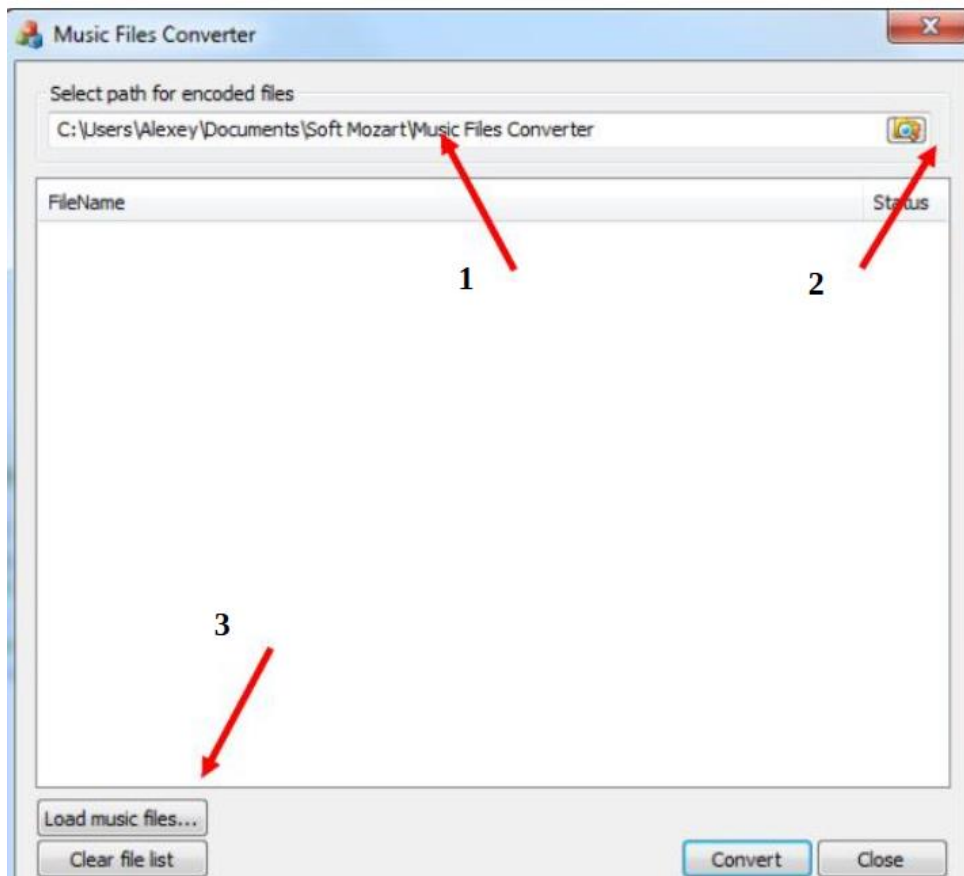 Music Files Converter
Select path for encoded files
C:\Users\Alexey\Documents\Soft Mozart\Music Files Converter
FileName Status
1
2
3
Load music files...
Clear file list Convert Close